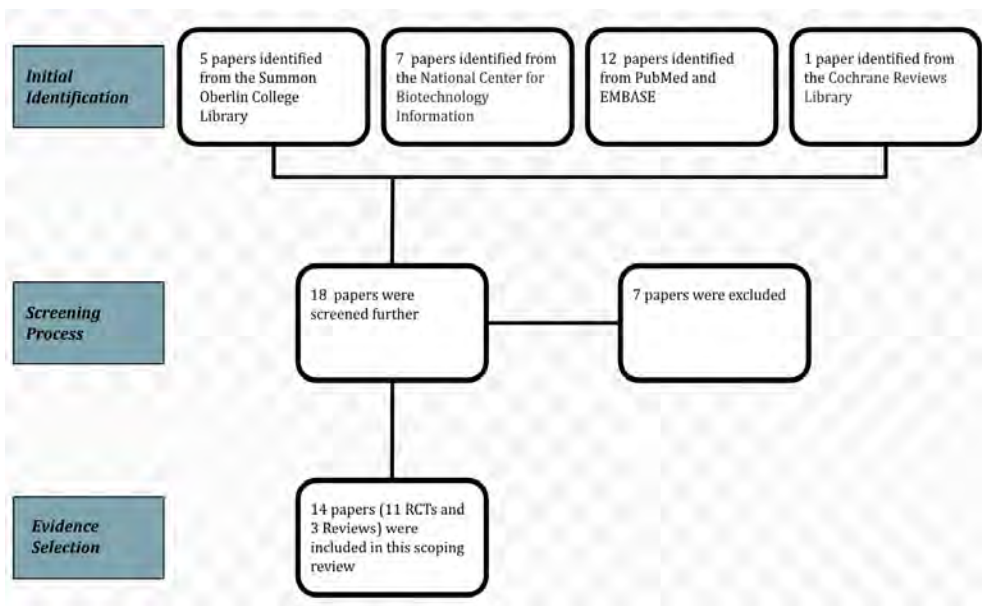 Initial
Identification
5 papers identified
from the Summon
Oberlin College
Library
7 papers identified from
the National Center for
Biotechnology
Information
12 papers identified
from PubMed and
EMBASE
1 paper identified from
the Cochrane Reviews
Library
Screening
Process
18 papers were
screened further
7 papers were excluded
Evidence
Selection
14 papers (11 RCTs and
3 Reviews) were
included in this scoping
review